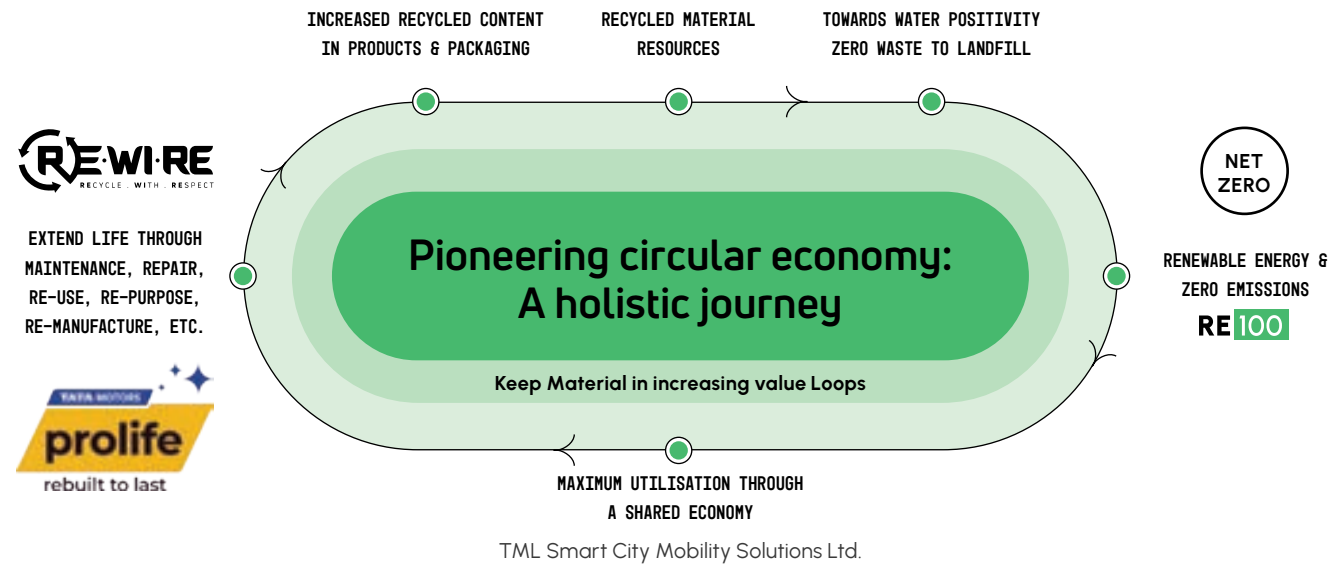 INCREASED RECYCLED CONTENT
IN PRODUCTS & PACKAGING
RECYCLED MATERIAL
RESOURCES
TOWARDS WATER POSITIVITY
ZERO WASTE TO LANDFILL
RE·WI·RE
RECYCLE . WITH . RESPECT
NET
ZERO
EXTEND LIFE THROUGH
MAINTENANCE, REPAIR,
RE-USE, RE-PURPOSE,
RE-MANUFACTURE, ETC.
Pioneering circular economy:
A holistic journey
RENEWABLE ENERGY &
ZERO EMISSIONS
RE100
Keep Material in increasing value Loops
TATA MOTORS
prolife
rebuilt to last
MAXIMUM UTILISATION THROUGH
A SHARED ECONOMY
TML Smart City Mobility Solutions Ltd.